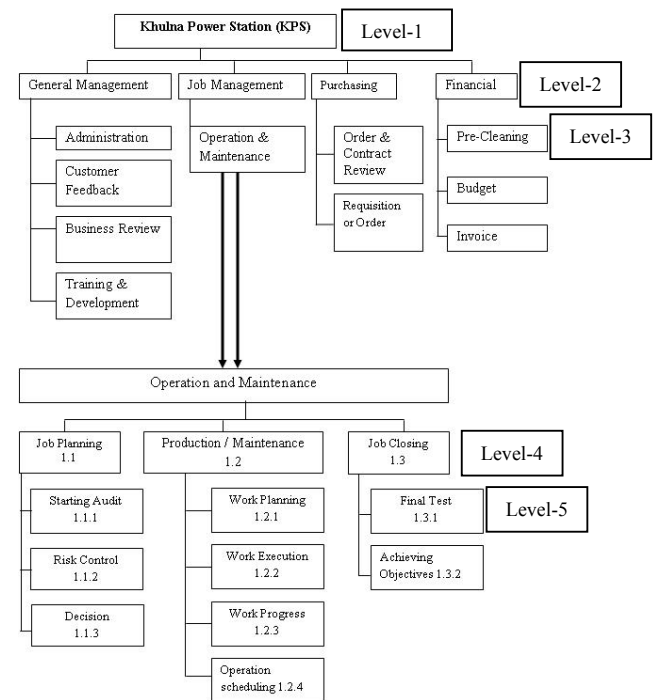 Khulna Power Station (KPS)
Level-1
General Management
Job Management
Purchasing
Financial
Level-2
Administration
Customer
Feedback
Business Review
Training &
Development
Operation &
Maintenance
Order &
Contract
Review
Requisition
or Order
Pre-Cleaning
Level-3
Budget
Invoice
Operation and Maintenance
Job Planning
1.1
Production / Maintenance
1.2
Job Closing
1.3
Level-4
Starting Audit
1.1.1
Risk Control
1.1.2
Decision
1.1.3
Work Planning
1.2.1
Work Execution
1.2.2
Work Progress
1.2.3
Operation
scheduling 1.2.4
Final Test
1.3.1
Level-5
Achieving
Objectives 1.3.2